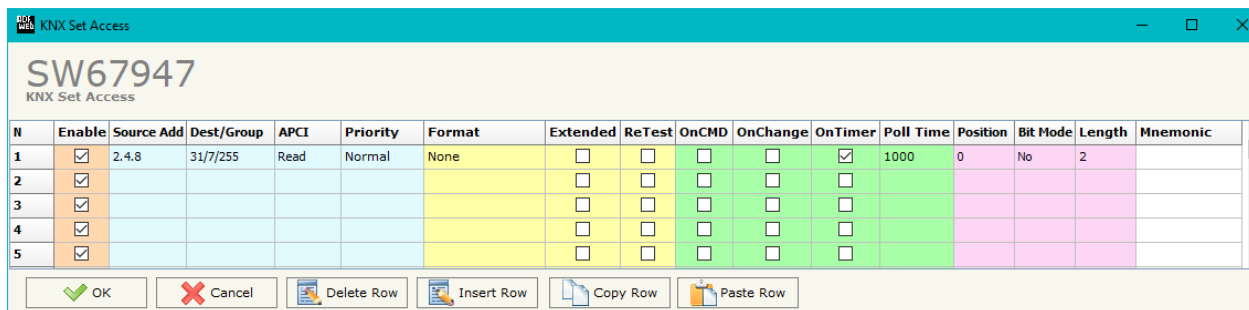 ADF WEB KNX Set Access
SW67947
KNX Set Access
N Enable Source Add Dest/Group APCI Priority Format Extended ReTest OnCMD OnChange OnTimer Poll Time Position Bit Mode Length Mnemonic
1 2.4.8 31/7/255 Read Normal None 1000 0 No 2
2
3
4
5
OK Cancel Delete Row Insert Row Copy Row Paste Row